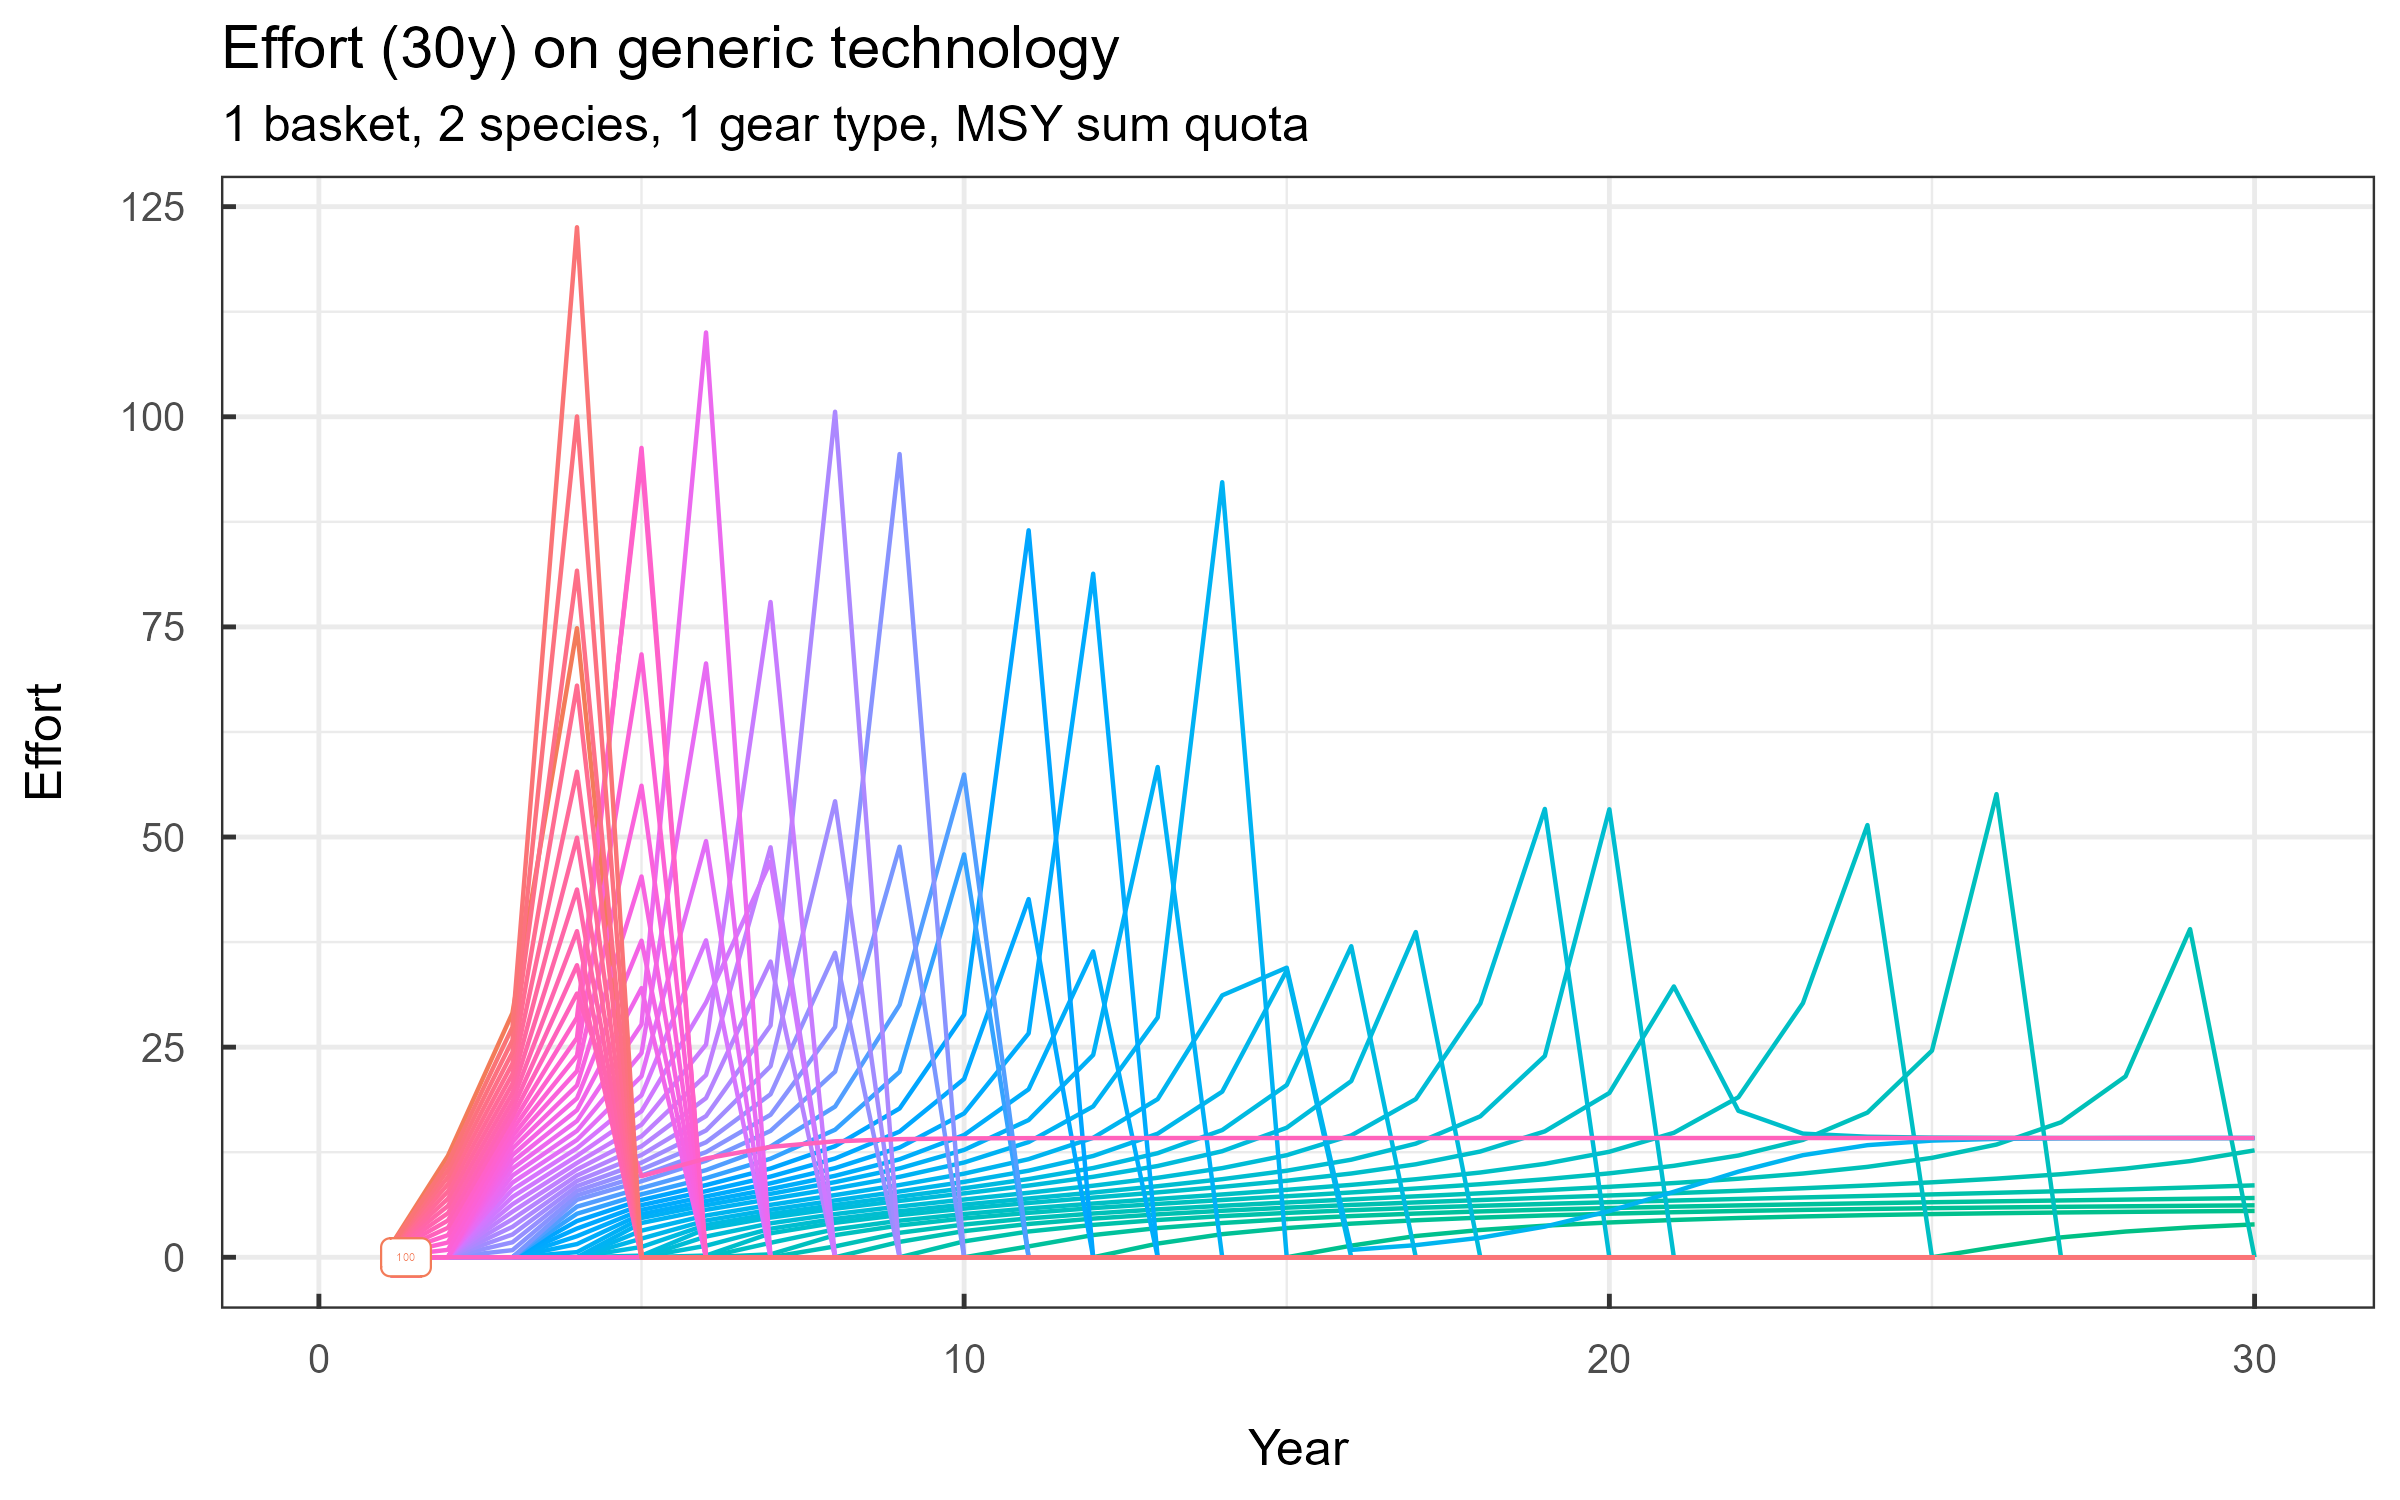 Effort (30y) on generic technology
1 basket, 2 species, 1 gear type, MSY sum quota
125
100
75
50
25
0
Effort
100
0 10 20 30
Year